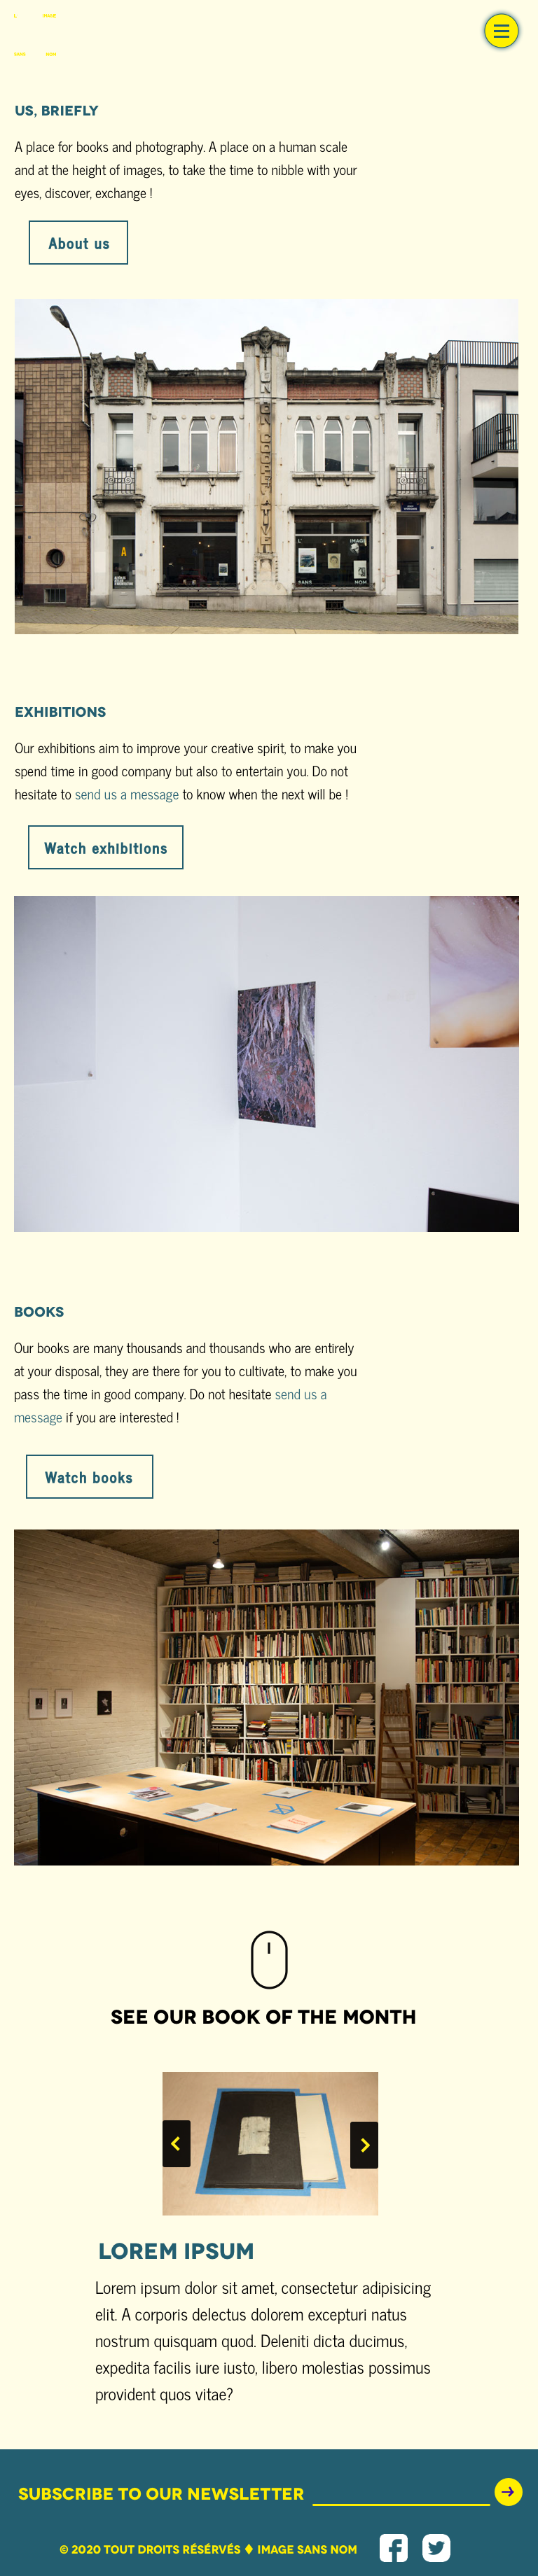 L'
IMAGE
SANS
NOM
US, BRIEFLY
A place for books and photography. A place on a human scale
and at the height of images, to take the time to nibble with your
eyes, discover, exchange !
About us
UNION COOPERATIVE
A
L'
IMAGE
SANS
NOM
EXHIBITIONS
Our exhibitions aim to improve your creative spirit, to make you
spend time in good company but also to entertain you. Do not
hesitate to send us a message to know when the next will be !
Watch exhibitions
BOOKS
Our books are many thousands and thousands who are entirely
at your disposal, they are there for you to cultivate, to make you
pass the time in good company. Do not hesitate send us a
message if you are interested !
Watch books
SEE OUR BOOK OF THE MONTH
LOREM IPSUM
Lorem ipsum dolor sit amet, consectetur adipisicing
elit. A corporis delectus dolorem excepturi natus
nostrum quisquam quod. Deleniti dicta ducimus,
expedita facilis iure iusto, libero molestias possimus
provident quos vitae?
SUBSCRIBE TO OUR NEWSLETTER
© 2020 TOUT DROITS RÉSÉRVÉS ♦ IMAGE SANS NOM